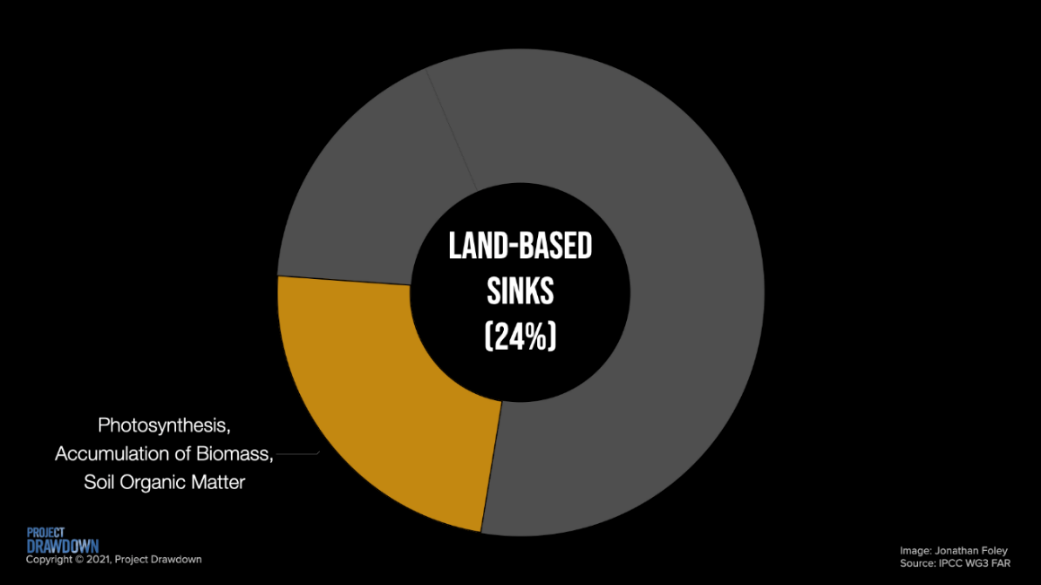 LAND-BASED
SINKS
(24%)
Photosynthesis,
Accumulation of Biomass,
Soil Organic Matter
PROJECT
DRAWDOWN
Copyright © 2021, Project Drawdown
Image: Jonathan Foley
Source: IPCC WG3 FAR